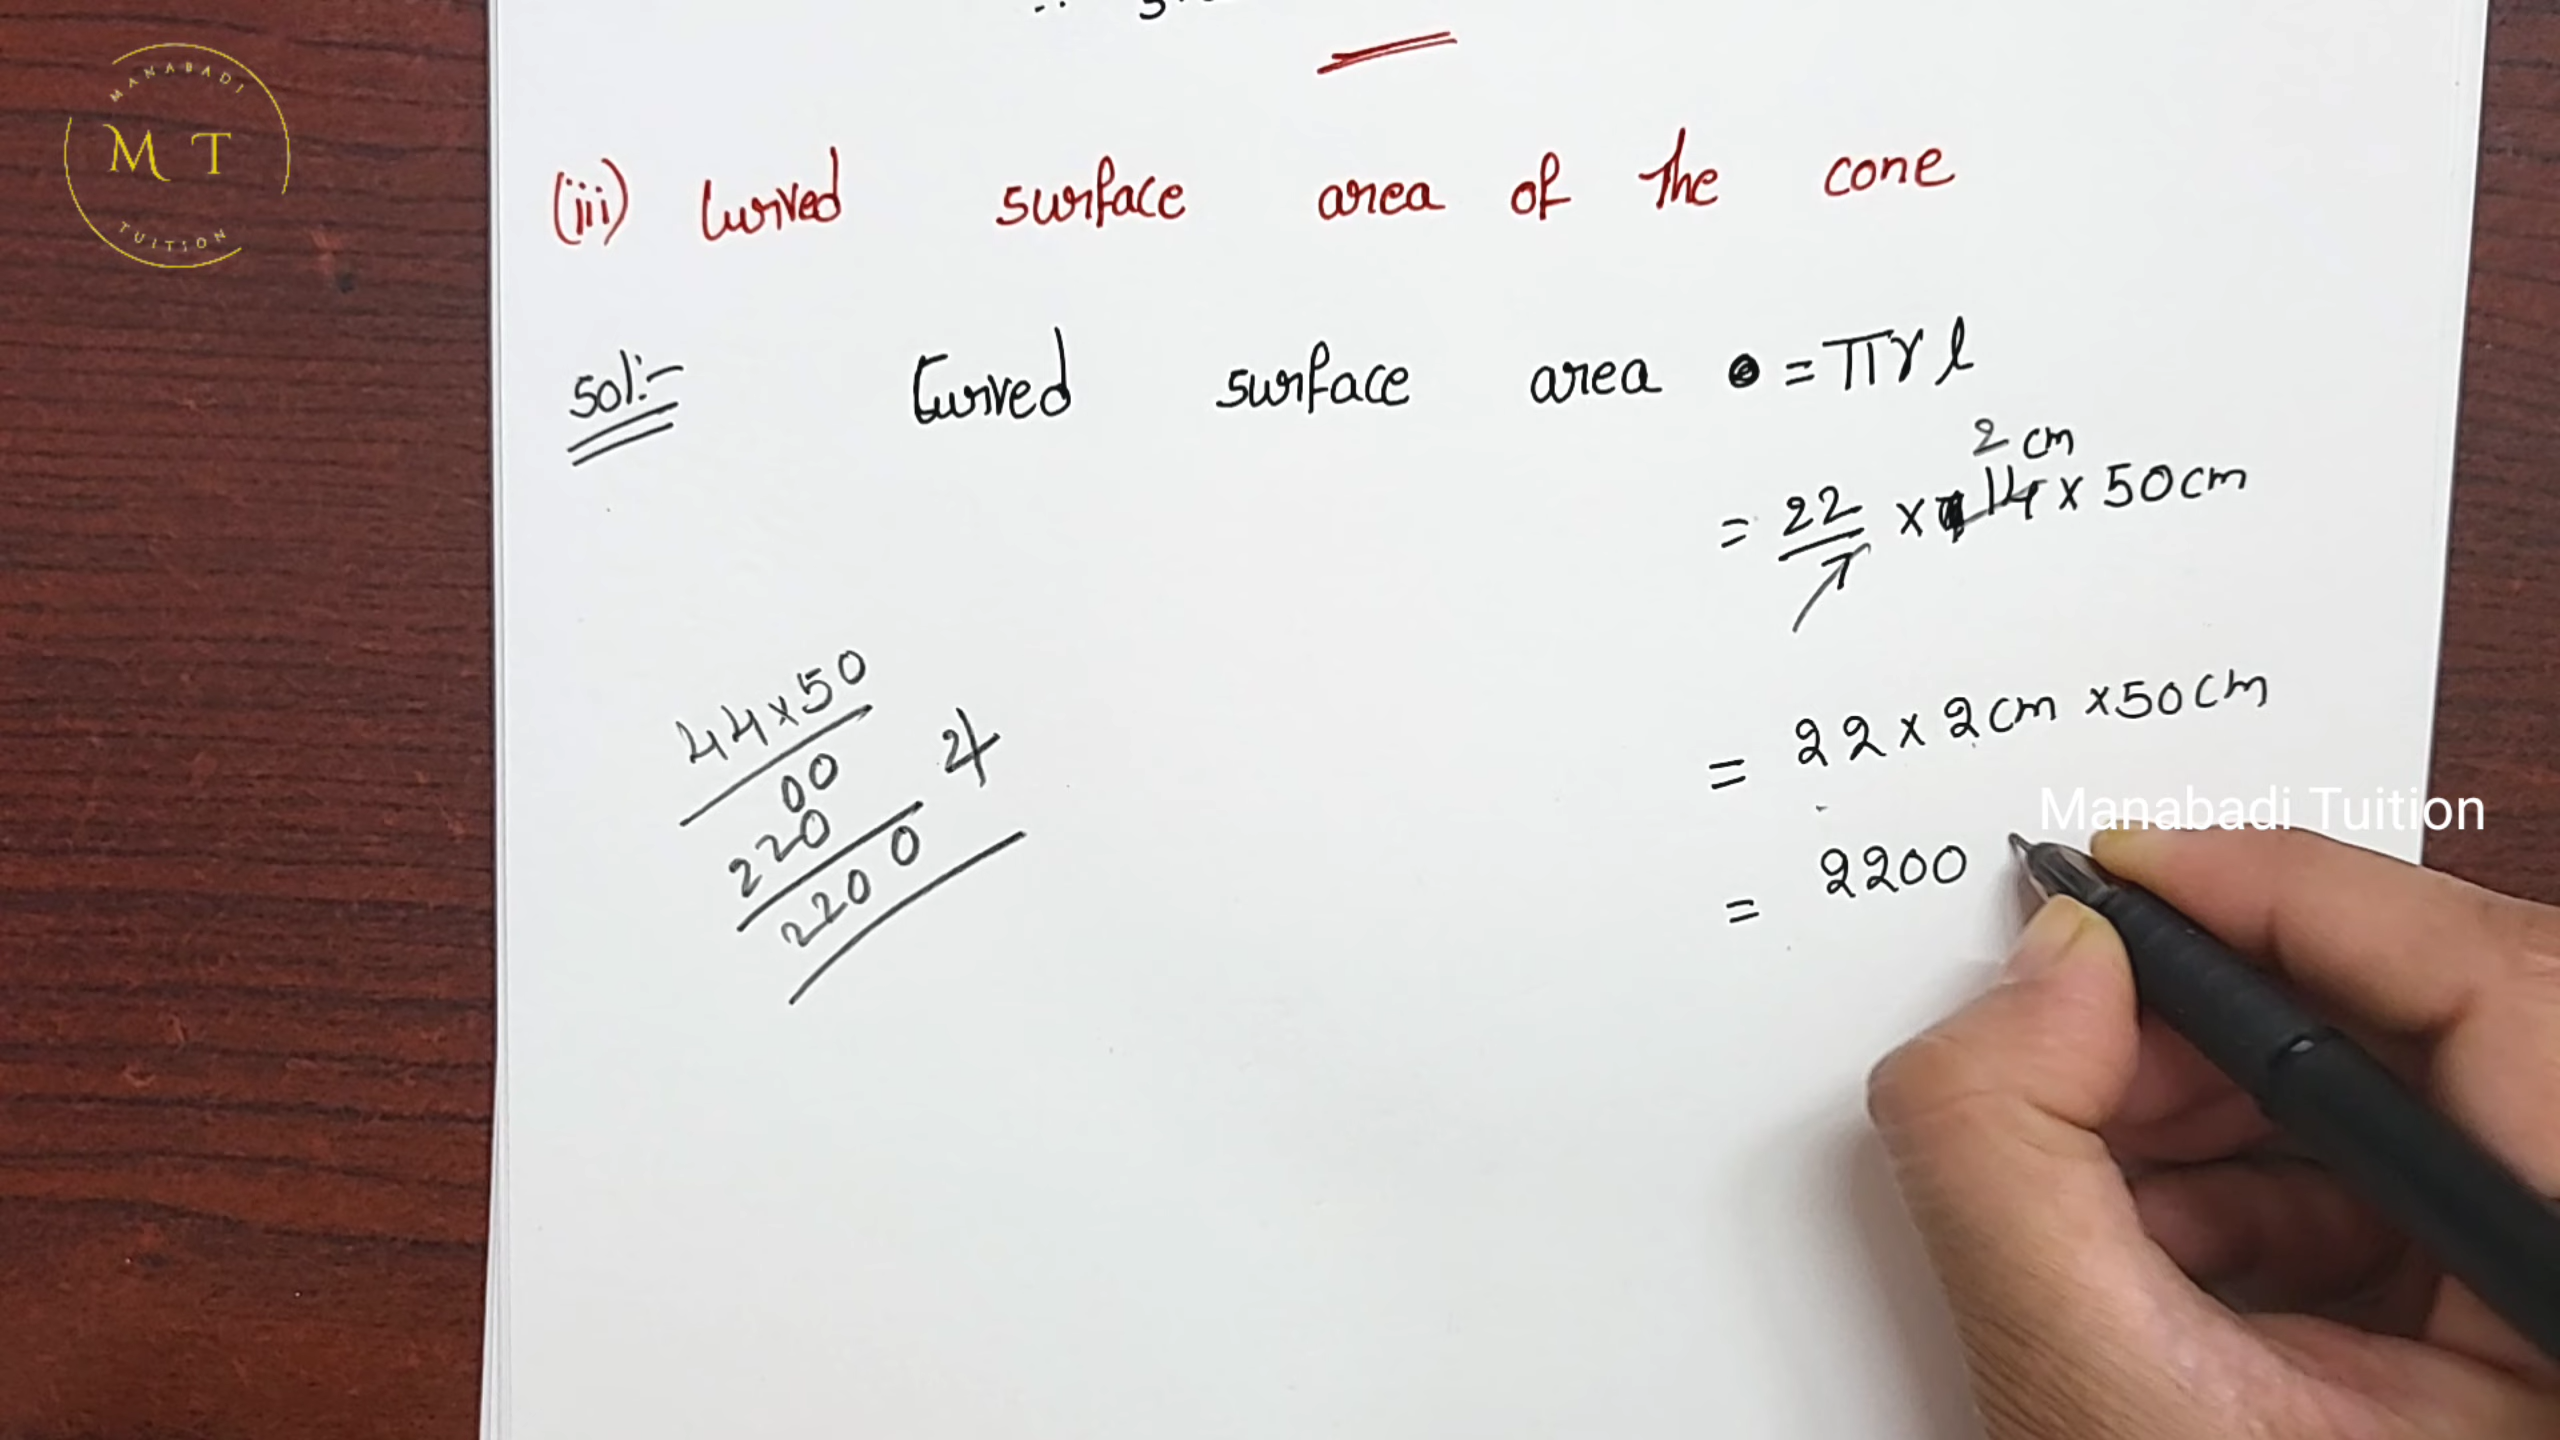 MANABADI
M T
TUITION
(iii) Curved surface area of the cone
Sol:- Curved surface area = πrl
2 cm
= 22/7 × 14 × 50cm
= 22 × 2cm × 50cm
Manabadi Tuition
= 2200
44×50
00
220
2200